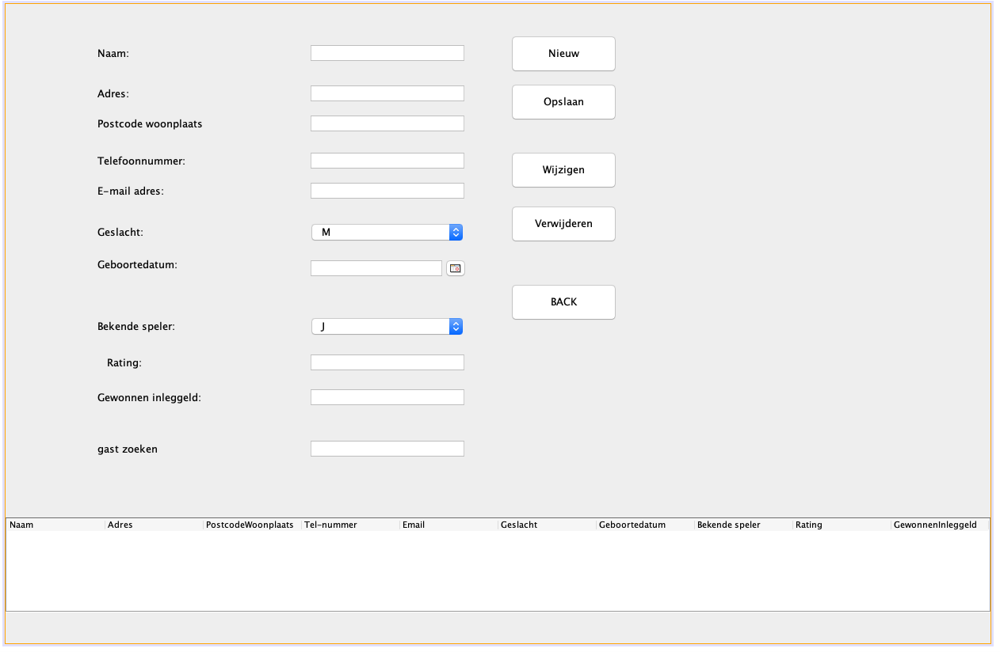 Naam:
Nieuw
Adres:
Opslaan
Postcode woonplaats
Telefoonnummer:
Wijzigen
E-mail adres:
Verwijderen
Geslacht:
M
Geboortedatum:
BACK
Bekende speler:
J
Rating:
Gewonnen inleggeld:
gast zoeken
Naam Adres PostcodeWoonplaats Tel-nummer Email Geslacht Geboortedatum Bekende speler Rating GewonnenInleggeld